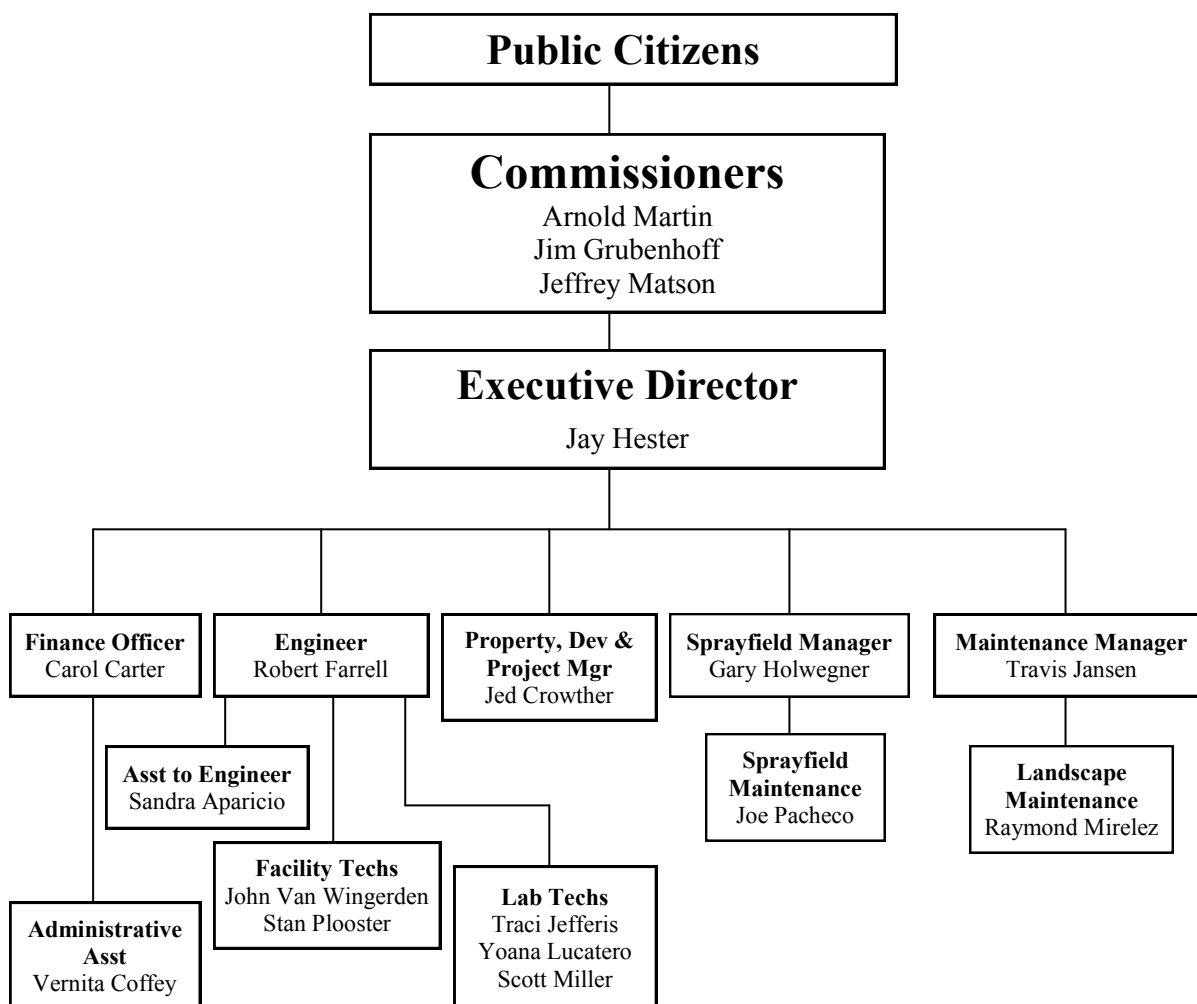 Public Citizens
Commissioners
Arnold Martin
Jim Grubenhoff
Jeffrey Matson
Executive Director
Jay Hester
Finance Officer
Carol Carter
Engineer
Robert Farrell
Property, Dev &
Project Mgr
Jed Crowther
Sprayfield Manager
Gary Holwegner
Maintenance Manager
Travis Jansen
Asst to Engineer
Sandra Aparicio
Sprayfield
Maintenance
Joe Pacheco
Landscape
Maintenance
Raymond Mirelez
Facility Techs
John Van Wingerden
Stan Plooster
Lab Techs
Traci Jefferis
Yoana Lucatero
Scott Miller
Administrative
Asst
Vernita Coffey